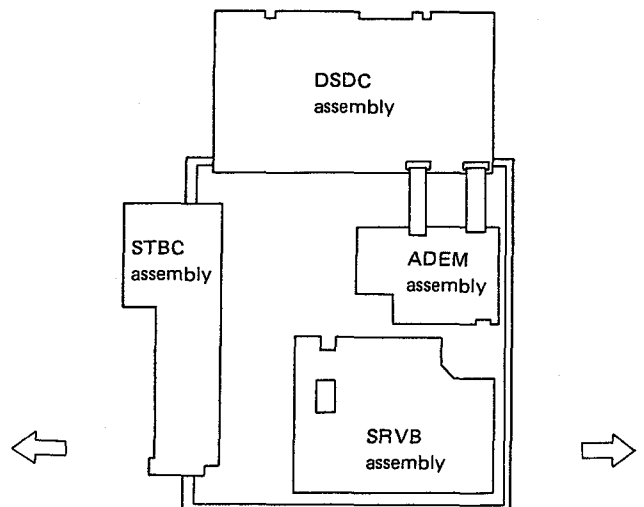 DSDC
assembly
STBC
assembly
ADEM
assembly
SRVB
assembly